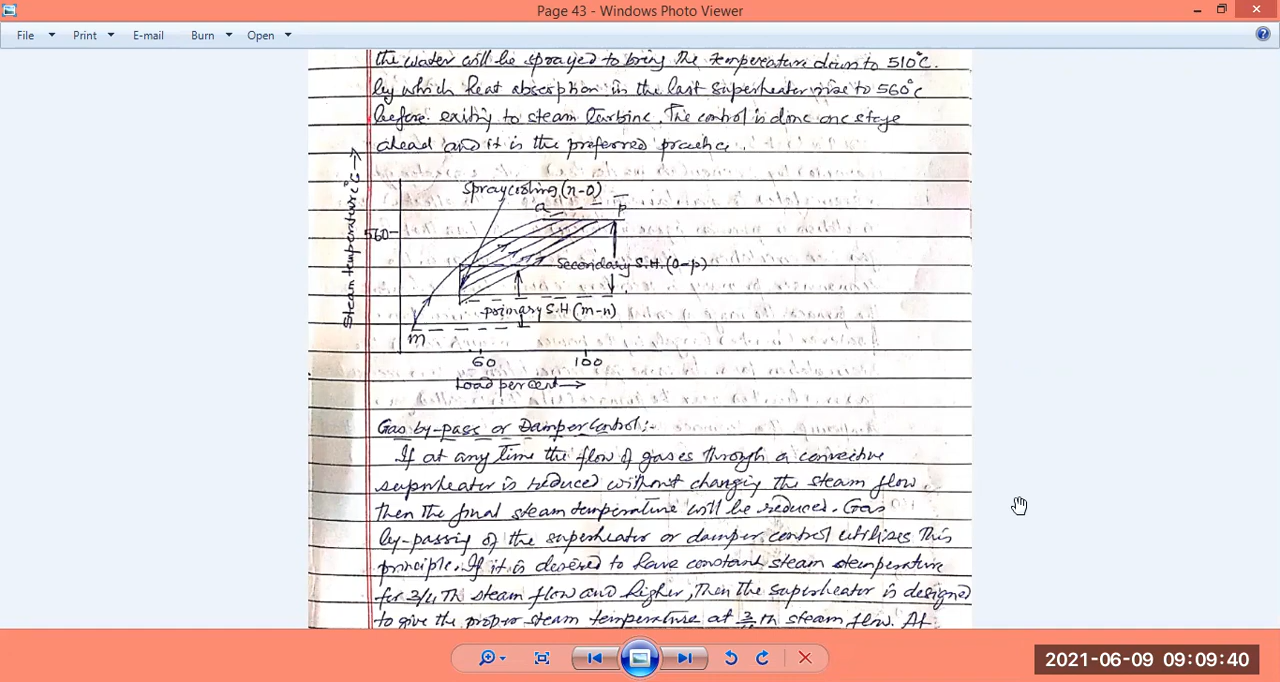 Page 43 - Windows Photo Viewer
File Print E-mail Burn Open
the water will be sprayed to bring the temperature down to 510°C.
by which heat absorption in the last superheater rise to 560°C
before exiting to steam turbine. The control is done one stage
ahead and it is the preferred practice.
Steam temperature °C →
Spray cooling (n-o)
a p
560
Secondary S.H. (o-p)
primary S.H (m-n)
m
60 100
Load percent →
Gas by-pass or Damper Control:-
If at any time the flow of gases through a convective
superheater is reduced without changing the steam flow,
then the final steam temperature will be reduced. Gas
by-passing of the superheater or damper control utilises this
principle. If it is desired to have constant steam temperature
for 3/4 th steam flow and higher, then the superheater is designed
to give the proper steam temperature at 3/4 th steam flow. At
2021-06-09 09:09:40